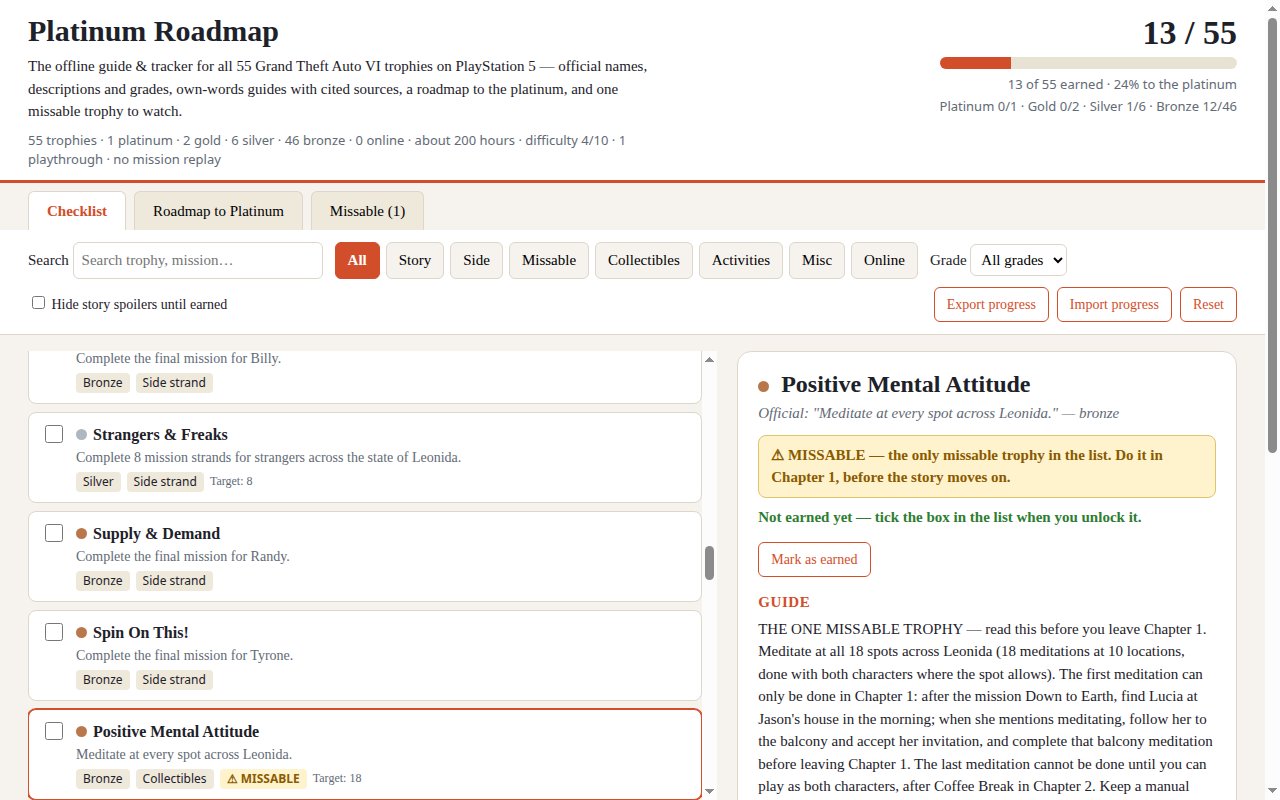 Platinum Roadmap
13 / 55
The offline guide & tracker for all 55 Grand Theft Auto VI trophies on PlayStation 5 — official names,
descriptions and grades, own-words guides with cited sources, a roadmap to the platinum, and one
missable trophy to watch.
13 of 55 earned · 24% to the platinum
Platinum 0/1 · Gold 0/2 · Silver 1/6 · Bronze 12/46
55 trophies · 1 platinum · 2 gold · 6 silver · 46 bronze · 0 online · about 200 hours · difficulty 4/10 · 1
playthrough · no mission replay
Checklist Roadmap to Platinum Missable (1)
Search Search trophy, mission… All Story Side Missable Collectibles Activities Misc Online Grade All grades
Hide story spoilers until earned Export progress Import progress Reset
Complete the final mission for Billy.
Bronze Side strand
Strangers & Freaks
Complete 8 mission strands for strangers across the state of Leonida.
Silver Side strand Target: 8
Supply & Demand
Complete the final mission for Randy.
Bronze Side strand
Spin On This!
Complete the final mission for Tyrone.
Bronze Side strand
Positive Mental Attitude
Meditate at every spot across Leonida.
Bronze Collectibles ⚠ MISSABLE Target: 18
Positive Mental Attitude
Official: "Meditate at every spot across Leonida." — bronze
⚠ MISSABLE — the only missable trophy in the list. Do it in
Chapter 1, before the story moves on.
Not earned yet — tick the box in the list when you unlock it.
Mark as earned
GUIDE
THE ONE MISSABLE TROPHY — read this before you leave Chapter 1.
Meditate at all 18 spots across Leonida (18 meditations at 10 locations,
done with both characters where the spot allows). The first meditation can
only be done in Chapter 1: after the mission Down to Earth, find Lucia at
Jason's house in the morning; when she mentions meditating, follow her to
the balcony and accept her invitation, and complete that balcony meditation
before leaving Chapter 1. The last meditation cannot be done until you can
play as both characters, after Coffee Break in Chapter 2. Keep a manual